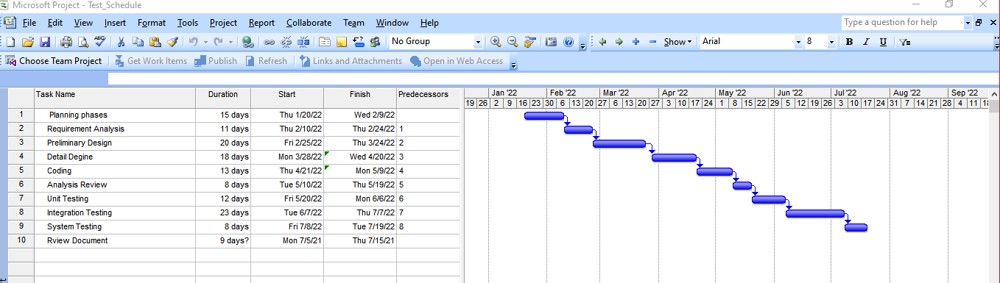 Microsoft Project - Test_Schedule
File Edit View Insert Format Tools Project Report Collaborate Team Window Help Type a question for help
No Group Show Arial 8 B I U
Choose Team Project Get Work Items Publish Refresh Links and Attachments Open in Web Access
Task Name Duration Start Finish Predecessors Jan '22 Feb '22 Mar '22 Apr '22 May '22 Jun '22 Jul '22 Aug '22 Sep '22
19 26 2 9 16 23 30 6 13 20 27 6 13 20 27 3 10 17 24 1 8 15 22 29 5 12 19 26 3 10 17 24 31 7 14 21 28 4 11 18
1 Planning phases 15 days Thu 1/20/22 Wed 2/9/22
2 Requirement Analysis 11 days Thu 2/10/22 Thu 2/24/22 1
3 Preliminary Design 20 days Fri 2/25/22 Thu 3/24/22 2
4 Detail Degine 18 days Mon 3/28/22 Wed 4/20/22 3
5 Coding 13 days Thu 4/21/22 Mon 5/9/22 4
6 Analysis Review 8 days Tue 5/10/22 Thu 5/19/22 5
7 Unit Testing 12 days Fri 5/20/22 Mon 6/6/22 6
8 Integration Testing 23 days Tue 6/7/22 Thu 7/7/22 7
9 System Testing 8 days Fri 7/8/22 Tue 7/19/22 8
10 Rview Document 9 days? Mon 7/5/21 Thu 7/15/21